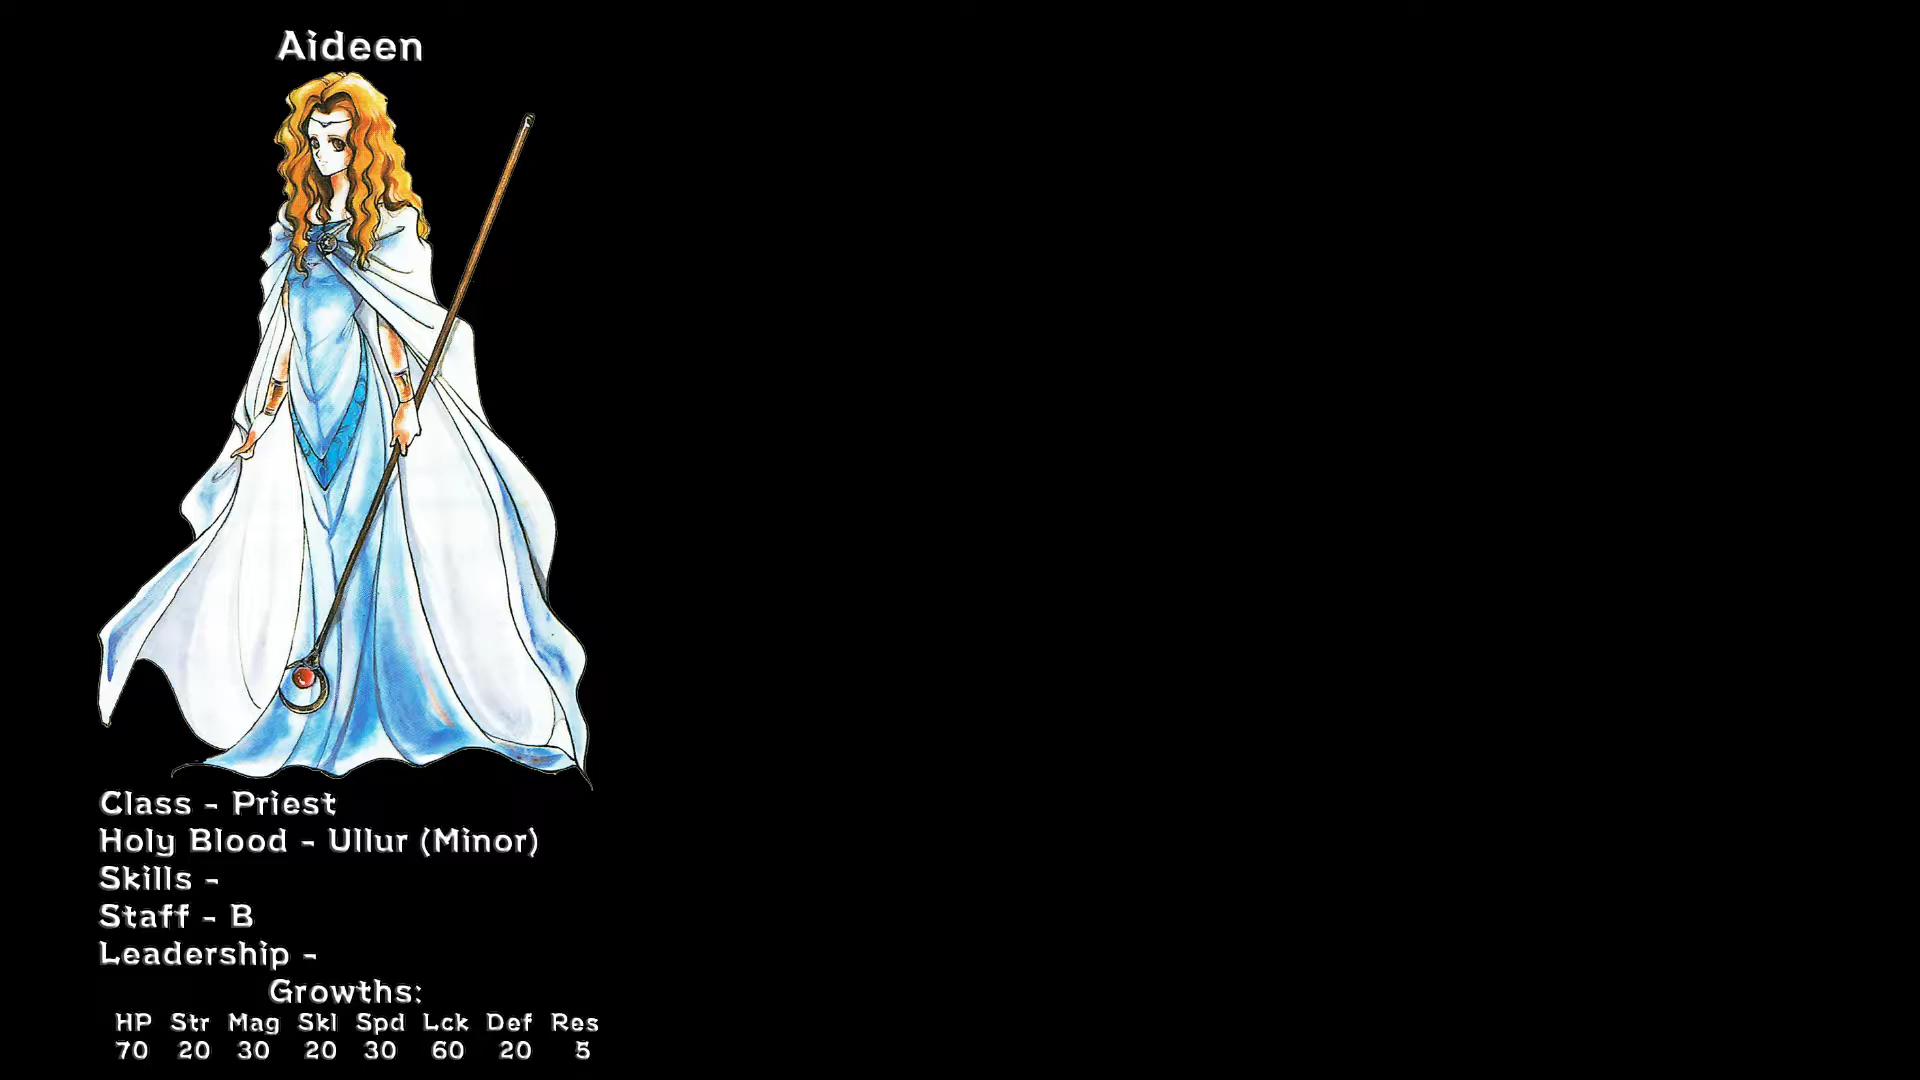 Aideen
Class - Priest
Holy Blood - Ullur (Minor)
Skills -
Staff - B
Leadership -
Growths:
HP Str Mag Skl Spd Lck Def Res
70 20 30 20 30 60 20 5